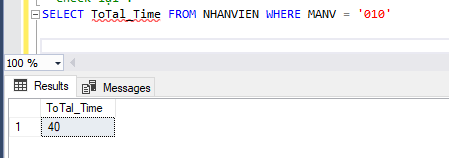 SELECT ToTal_Time FROM NHANVIEN WHERE MANV = '010'
100 %
Results Messages
ToTal_Time
1 40